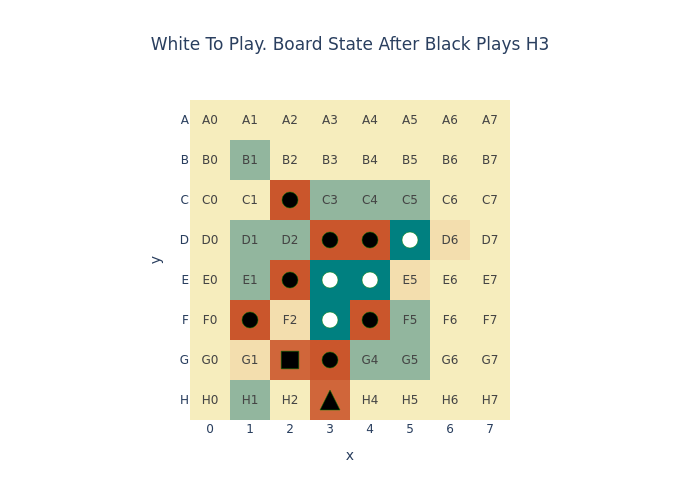 White To Play. Board State After Black Plays H3
A A0 A1 A2 A3 A4 A5 A6 A7
B B0 B1 B2 B3 B4 B5 B6 B7
C C0 C1 C3 C4 C5 C6 C7
D D0 D1 D2 D6 D7
E E0 E1 E5 E6 E7
F F0 F2 F5 F6 F7
G G0 G1 G4 G5 G6 G7
H H0 H1 H2 H4 H5 H6 H7
0 1 2 3 4 5 6 7
x
y